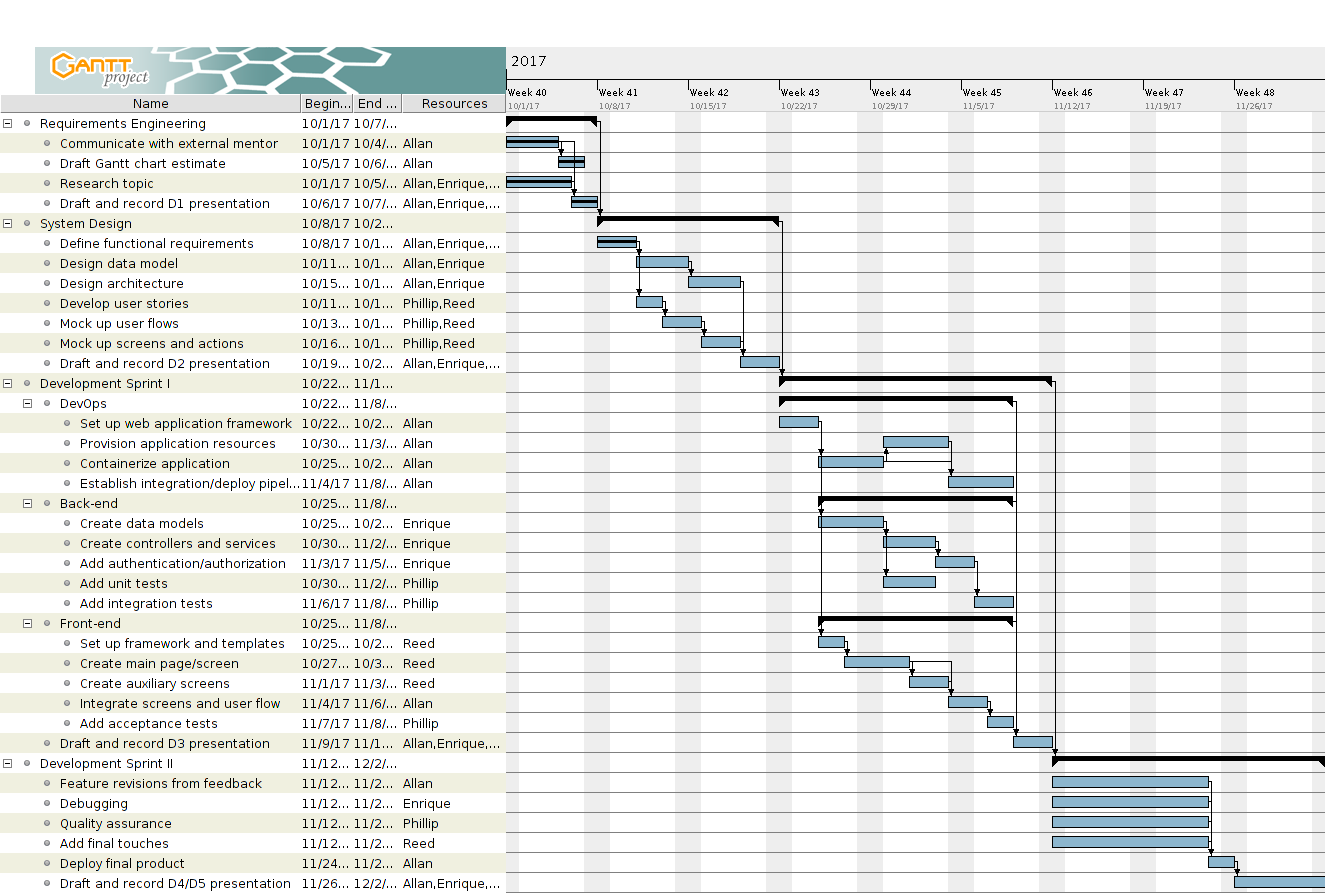 GANTT
project
2017
Week 40 Week 41 Week 42 Week 43 Week 44 Week 45 Week 46 Week 47 Week 48
Name Begin... End ... Resources 10/1/17 10/8/17 10/15/17 10/22/17 10/29/17 11/5/17 11/12/17 11/19/17 11/26/17
Requirements Engineering 10/1/17 10/7/...
Communicate with external mentor 10/1/17 10/4/... Allan
Draft Gantt chart estimate 10/5/17 10/6/... Allan
Research topic 10/1/17 10/5/... Allan,Enrique,...
Draft and record D1 presentation 10/6/17 10/7/... Allan,Enrique,...
System Design 10/8/17 10/2...
Define functional requirements 10/8/17 10/1... Allan,Enrique,...
Design data model 10/11... 10/1... Allan,Enrique
Design architecture 10/15... 10/1... Allan,Enrique
Develop user stories 10/11... 10/1... Phillip,Reed
Mock up user flows 10/13... 10/1... Phillip,Reed
Mock up screens and actions 10/16... 10/1... Phillip,Reed
Draft and record D2 presentation 10/19... 10/2... Allan,Enrique,...
Development Sprint I 10/22... 11/1...
DevOps 10/22... 11/8/...
Set up web application framework 10/22... 10/2... Allan
Provision application resources 10/30... 11/3/... Allan
Containerize application 10/25... 10/2... Allan
Establish integration/deploy pipel... 11/4/17 11/8/... Allan
Back-end 10/25... 11/8/...
Create data models 10/25... 10/2... Enrique
Create controllers and services 10/30... 11/2/... Enrique
Add authentication/authorization 11/3/17 11/5/... Enrique
Add unit tests 10/30... 11/2/... Phillip
Add integration tests 11/6/17 11/8/... Phillip
Front-end 10/25... 11/8/...
Set up framework and templates 10/25... 10/2... Reed
Create main page/screen 10/27... 10/3... Reed
Create auxiliary screens 11/1/17 11/3/... Reed
Integrate screens and user flow 11/4/17 11/6/... Allan
Add acceptance tests 11/7/17 11/8/... Phillip
Draft and record D3 presentation 11/9/17 11/1... Allan,Enrique,...
Development Sprint II 11/12... 12/2/...
Feature revisions from feedback 11/12... 11/2... Allan
Debugging 11/12... 11/2... Enrique
Quality assurance 11/12... 11/2... Phillip
Add final touches 11/12... 11/2... Reed
Deploy final product 11/24... 11/2... Allan
Draft and record D4/D5 presentation 11/26... 12/2/... Allan,Enrique,...